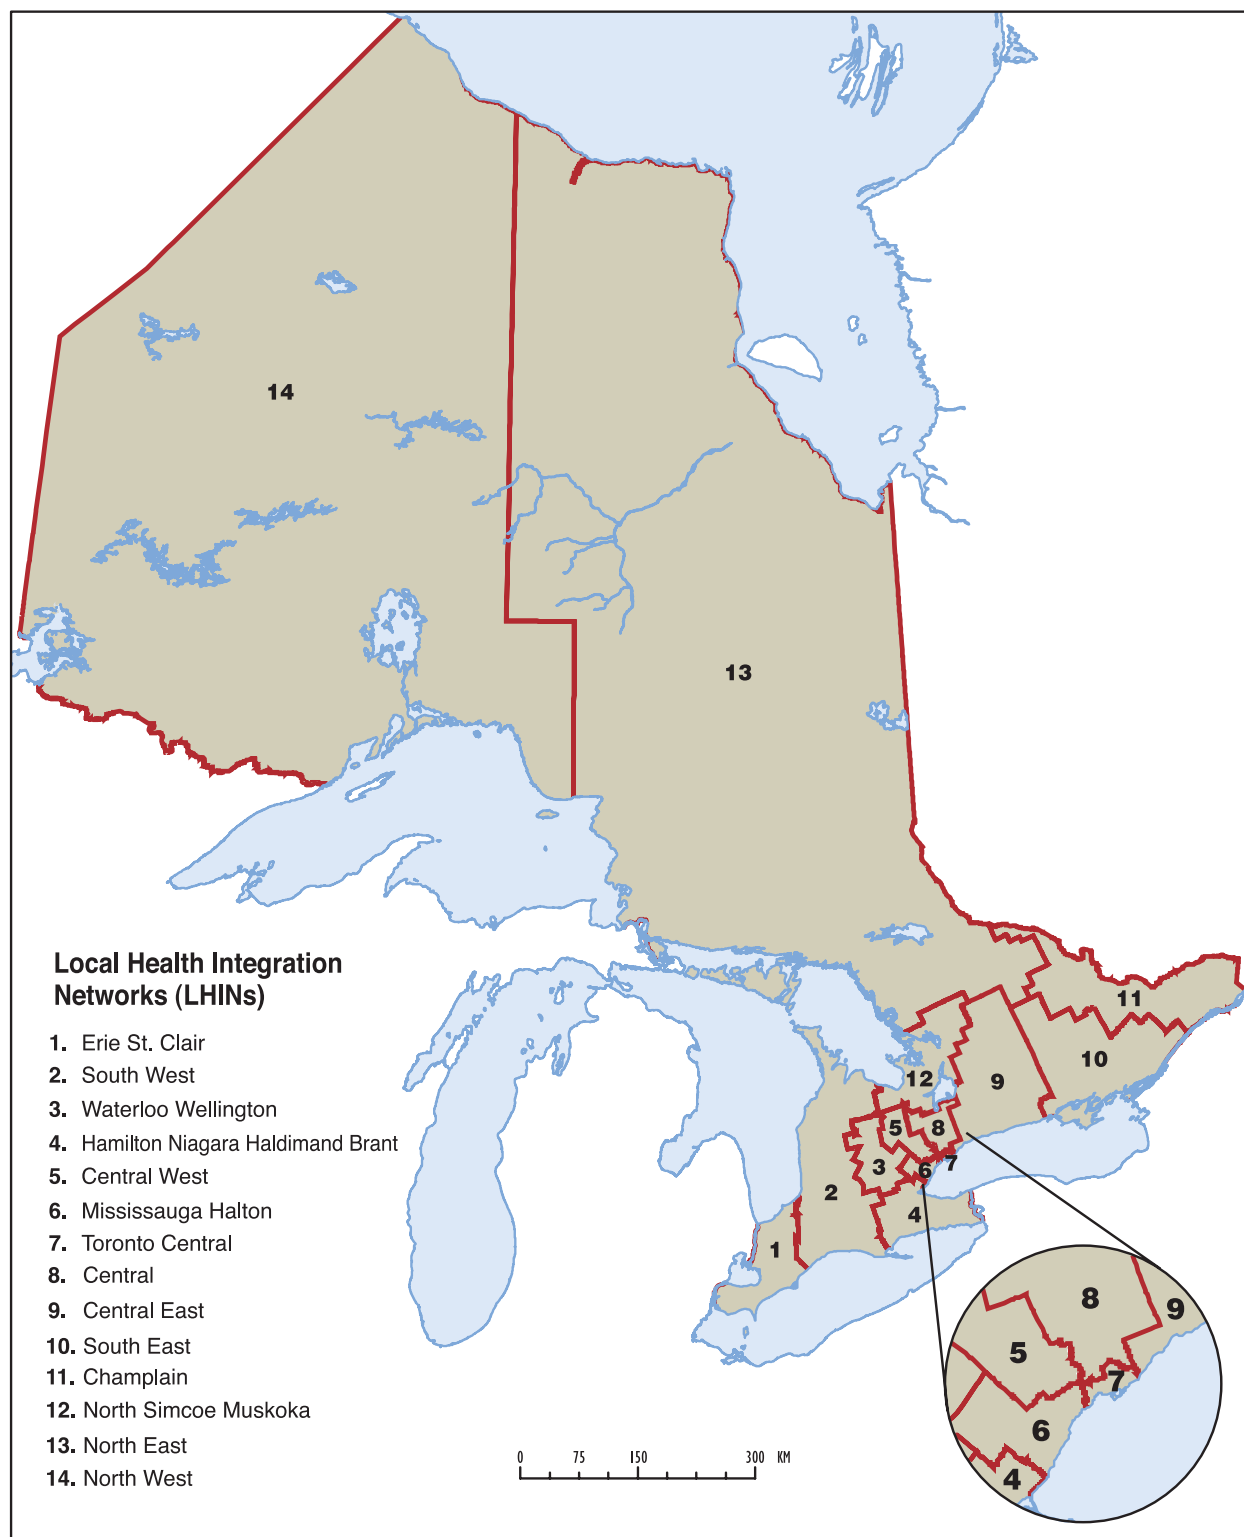 14
13
11
10
12
9
5
8
3
6
7
2
4
1
Local Health Integration
Networks (LHINs)
1. Erie St. Clair
2. South West
3. Waterloo Wellington
4. Hamilton Niagara Haldimand Brant
5. Central West
6. Mississauga Halton
7. Toronto Central
8. Central
9. Central East
10. South East
11. Champlain
12. North Simcoe Muskoka
13. North East
14. North West
0 75 150 300 KM
8
9
5
7
6
4